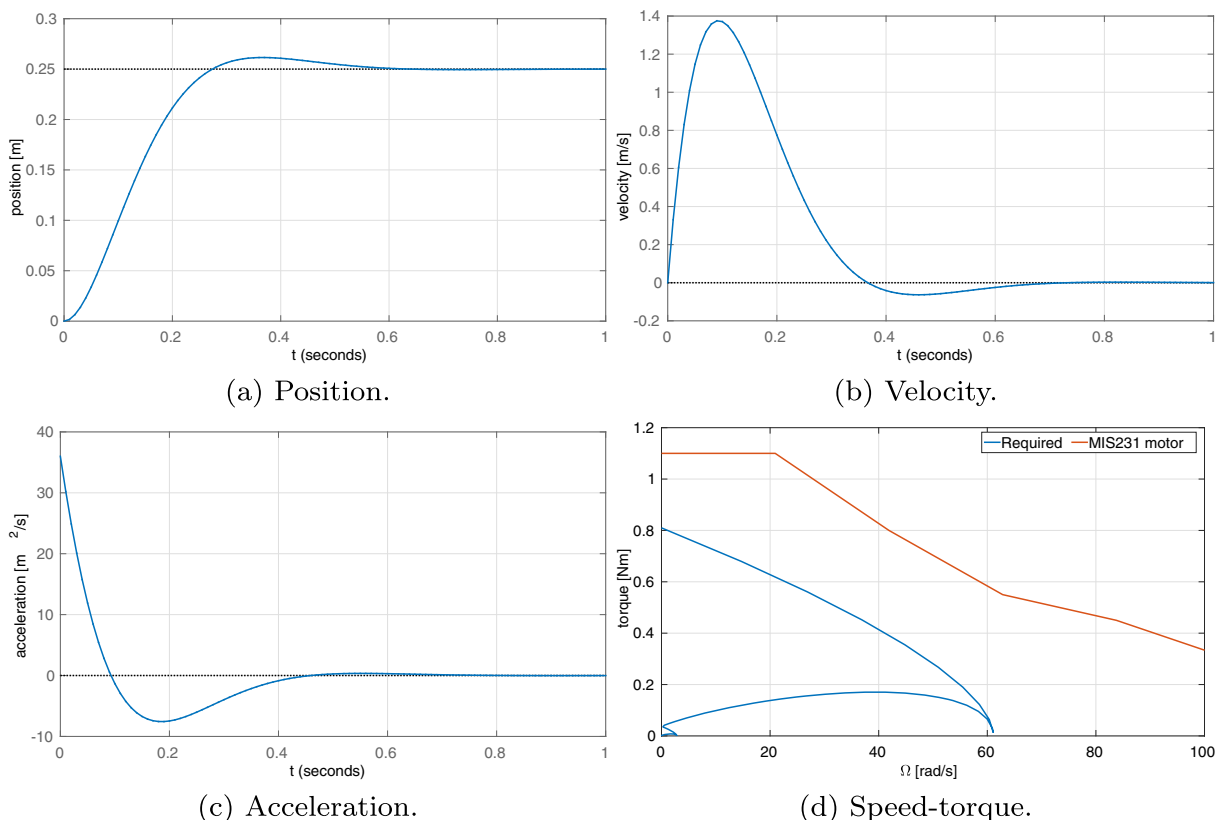 0.3
0.25
0.2
0.15
0.1
0.05
0
position [m]
0 0.2 0.4 0.6 0.8 1
t (seconds)
(a) Position.
1.4
1.2
1
0.8
0.6
0.4
0.2
0
-0.2
velocity [m/s]
0 0.2 0.4 0.6 0.8 1
t (seconds)
(b) Velocity.
40
30
20
10
0
-10
acceleration [m 2/s]
0 0.2 0.4 0.6 0.8 1
t (seconds)
(c) Acceleration.
1.2
1
0.8
0.6
0.4
0.2
0
torque [Nm]
Required MIS231 motor
0 20 40 60 80 100
Ω [rad/s]
(d) Speed-torque.